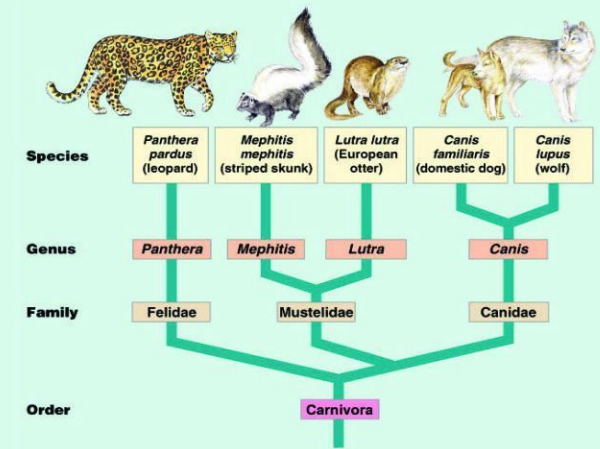 Species
Panthera
pardus
(leopard)
Mephitis
mephitis
(striped skunk)
Lutra lutra
(European
otter)
Canis
familiaris
(domestic dog)
Canis
lupus
(wolf)
Genus
Panthera
Mephitis
Lutra
Canis
Family
Felidae
Mustelidae
Canidae
Order
Carnivora